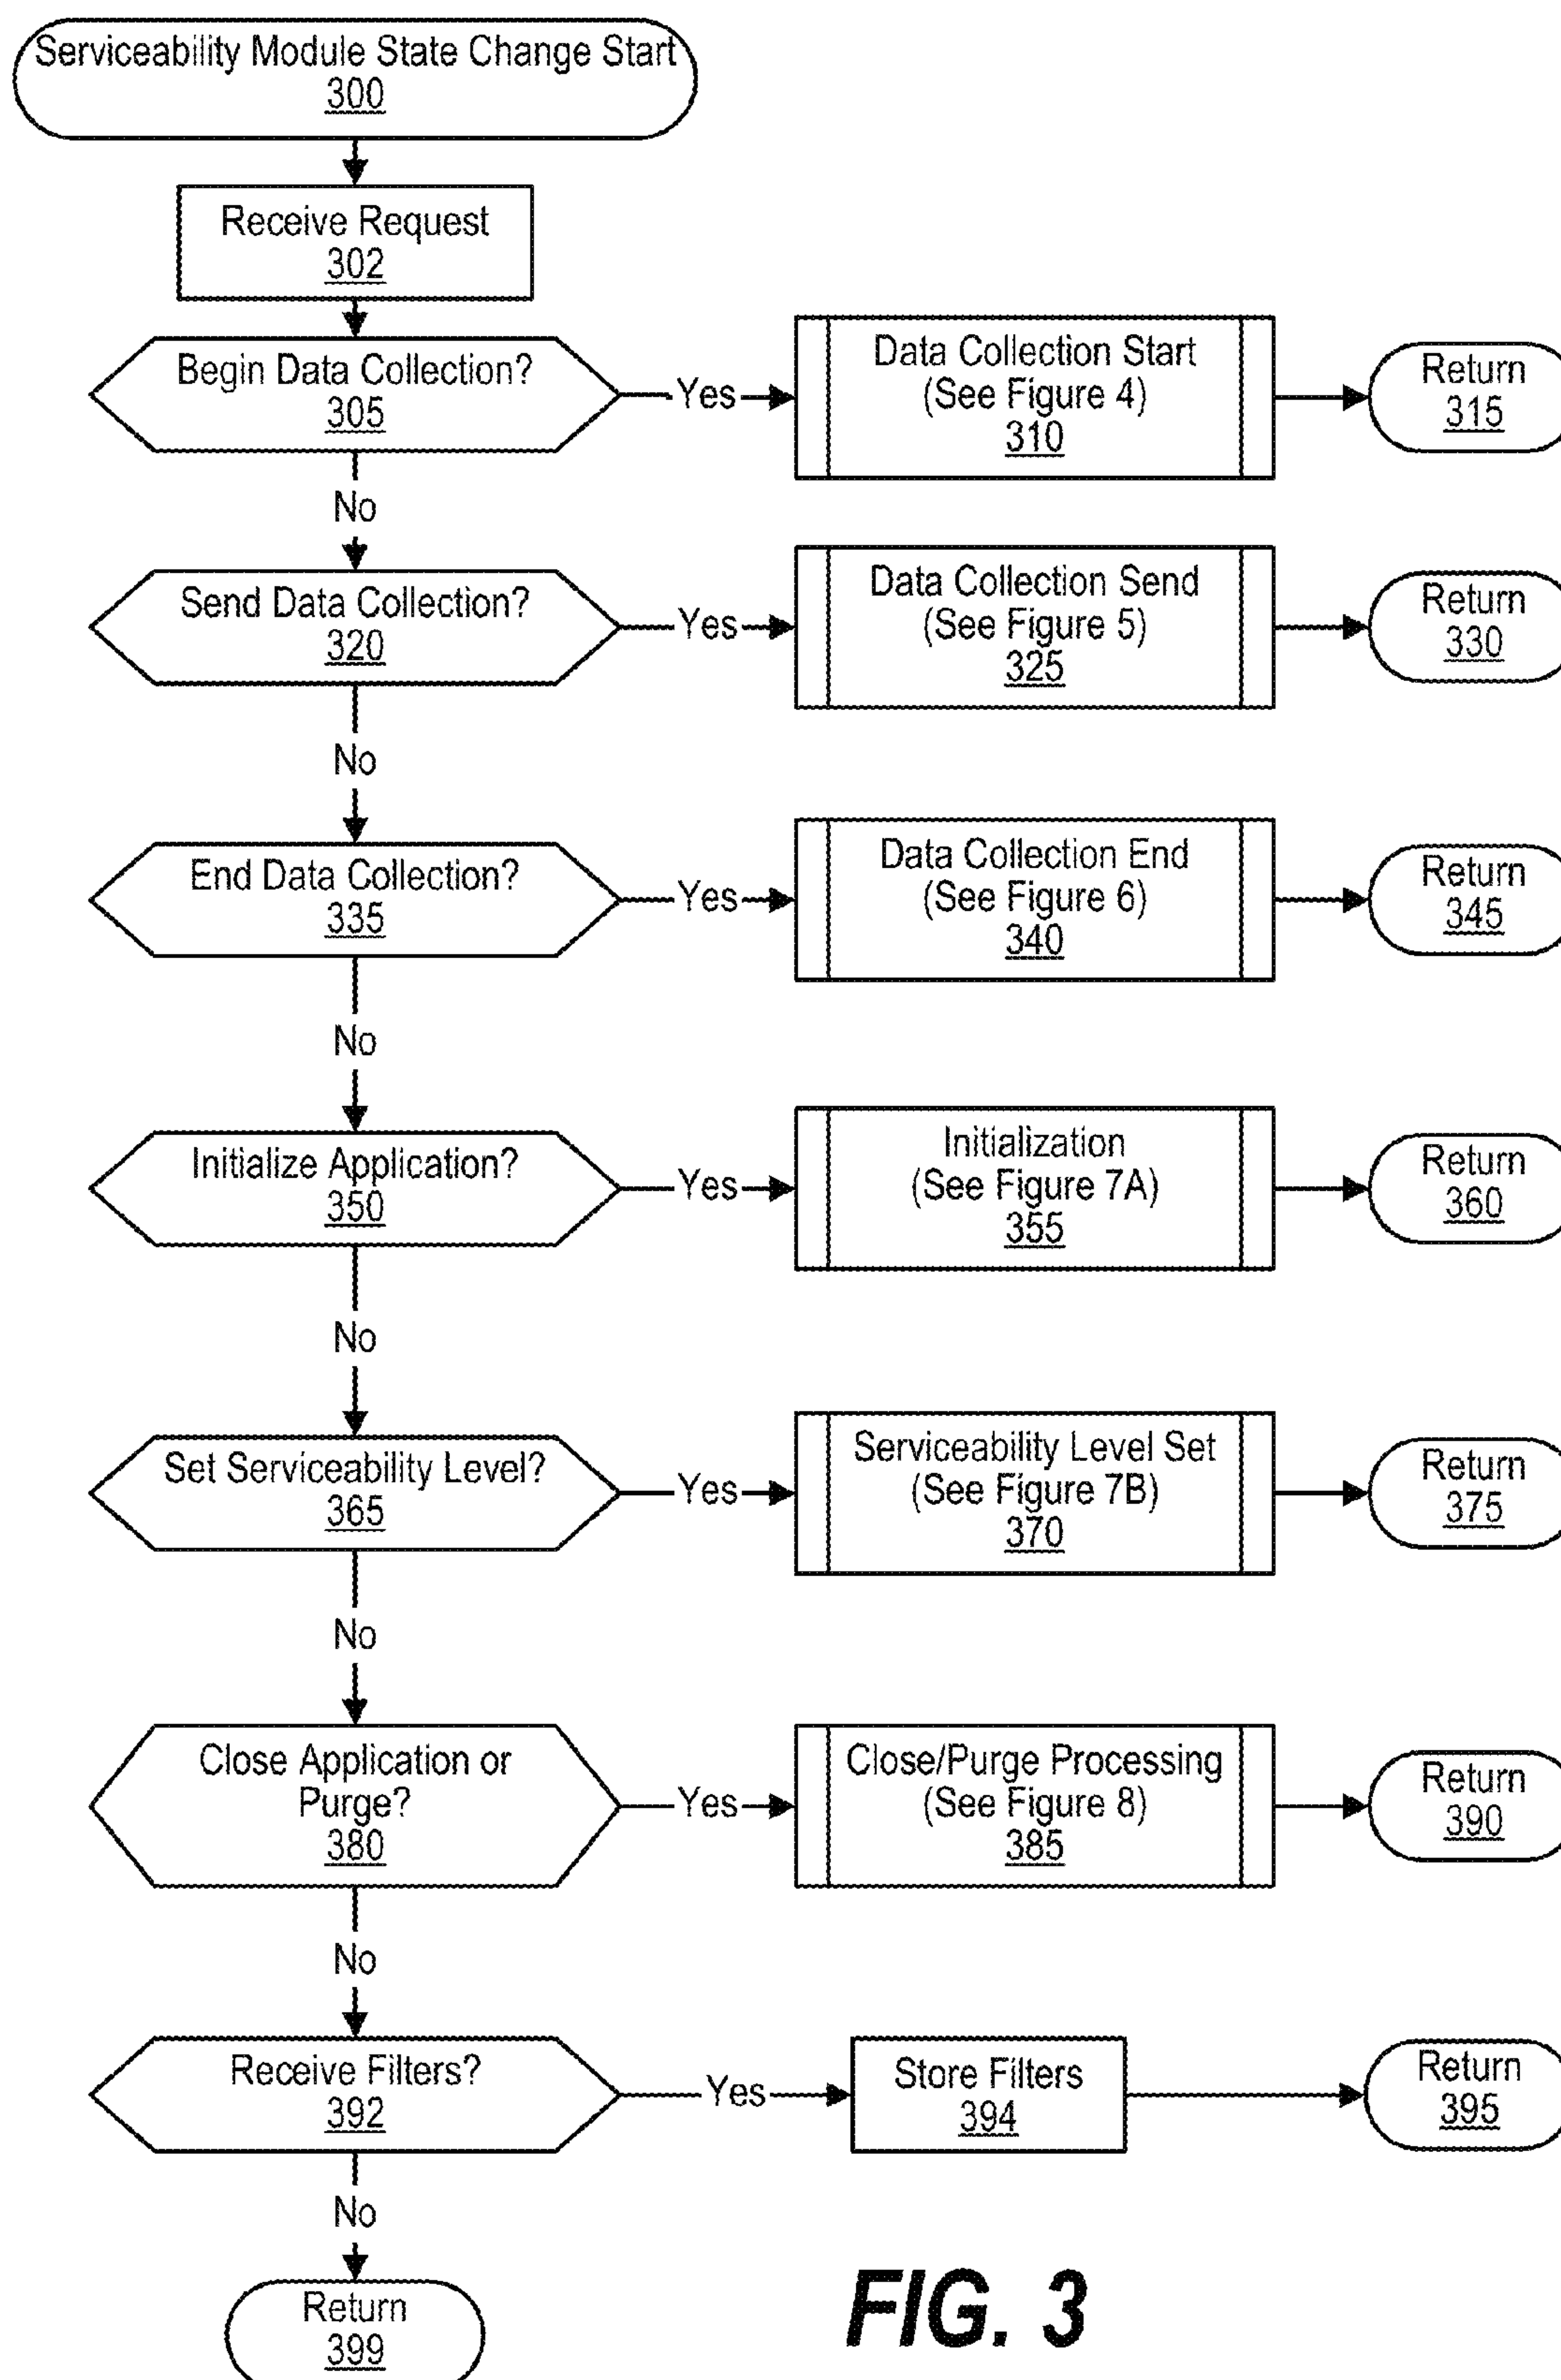 Serviceability Module State Change Start
300
Receive Request
302
Begin Data Collection?
305
Yes
Data Collection Start
(See Figure 4)
310
Return
315
No
Send Data Collection?
320
Yes
Data Collection Send
(See Figure 5)
325
Return
330
No
End Data Collection?
335
Yes
Data Collection End
(See Figure 6)
340
Return
345
No
Initialize Application?
350
Yes
Initialization
(See Figure 7A)
355
Return
360
No
Set Serviceability Level?
365
Yes
Serviceability Level Set
(See Figure 7B)
370
Return
375
No
Close Application or
Purge?
380
Yes
Close/Purge Processing
(See Figure 8)
385
Return
390
No
Receive Filters?
392
Yes
Store Filters
394
Return
395
No
Return
399
FIG. 3